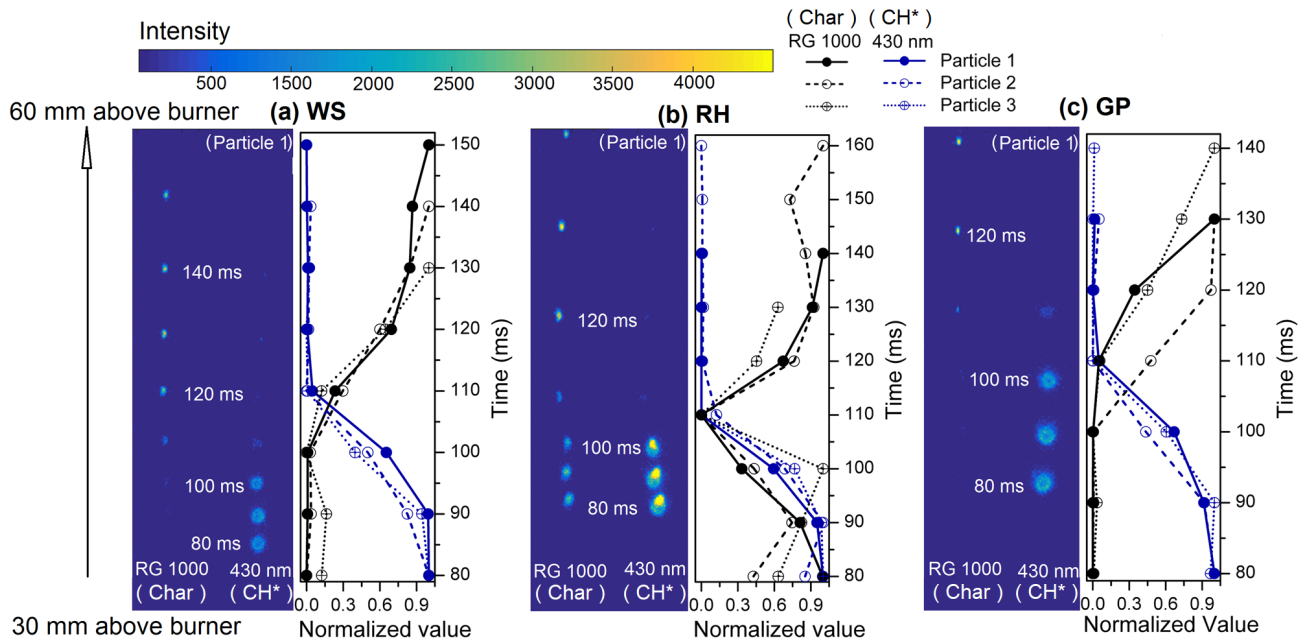 Intensity
500 1500 2000 2500 3000 3500 4000
( Char ) ( CH* )
RG 1000 430 nm
Particle 1
Particle 2
Particle 3
60 mm above burner
30 mm above burner
(a) WS
(Particle 1)
140 ms
120 ms
100 ms
80 ms
RG 1000 430 nm
( Char ) ( CH* )
150
140
130
120
110
100
90
80
Time (ms)
0.0 0.3 0.6 0.9
Normalized value
(b) RH
(Particle 1)
120 ms
100 ms
80 ms
RG 1000 430 nm
( Char ) ( CH* )
160
150
140
130
120
110
100
90
80
Time (ms)
0.0 0.3 0.6 0.9
Normalized value
(c) GP
(Particle 1)
120 ms
100 ms
80 ms
RG 1000 430 nm
( Char ) ( CH* )
140
130
120
110
100
90
80
Time (ms)
0.0 0.3 0.6 0.9
Normalized Value